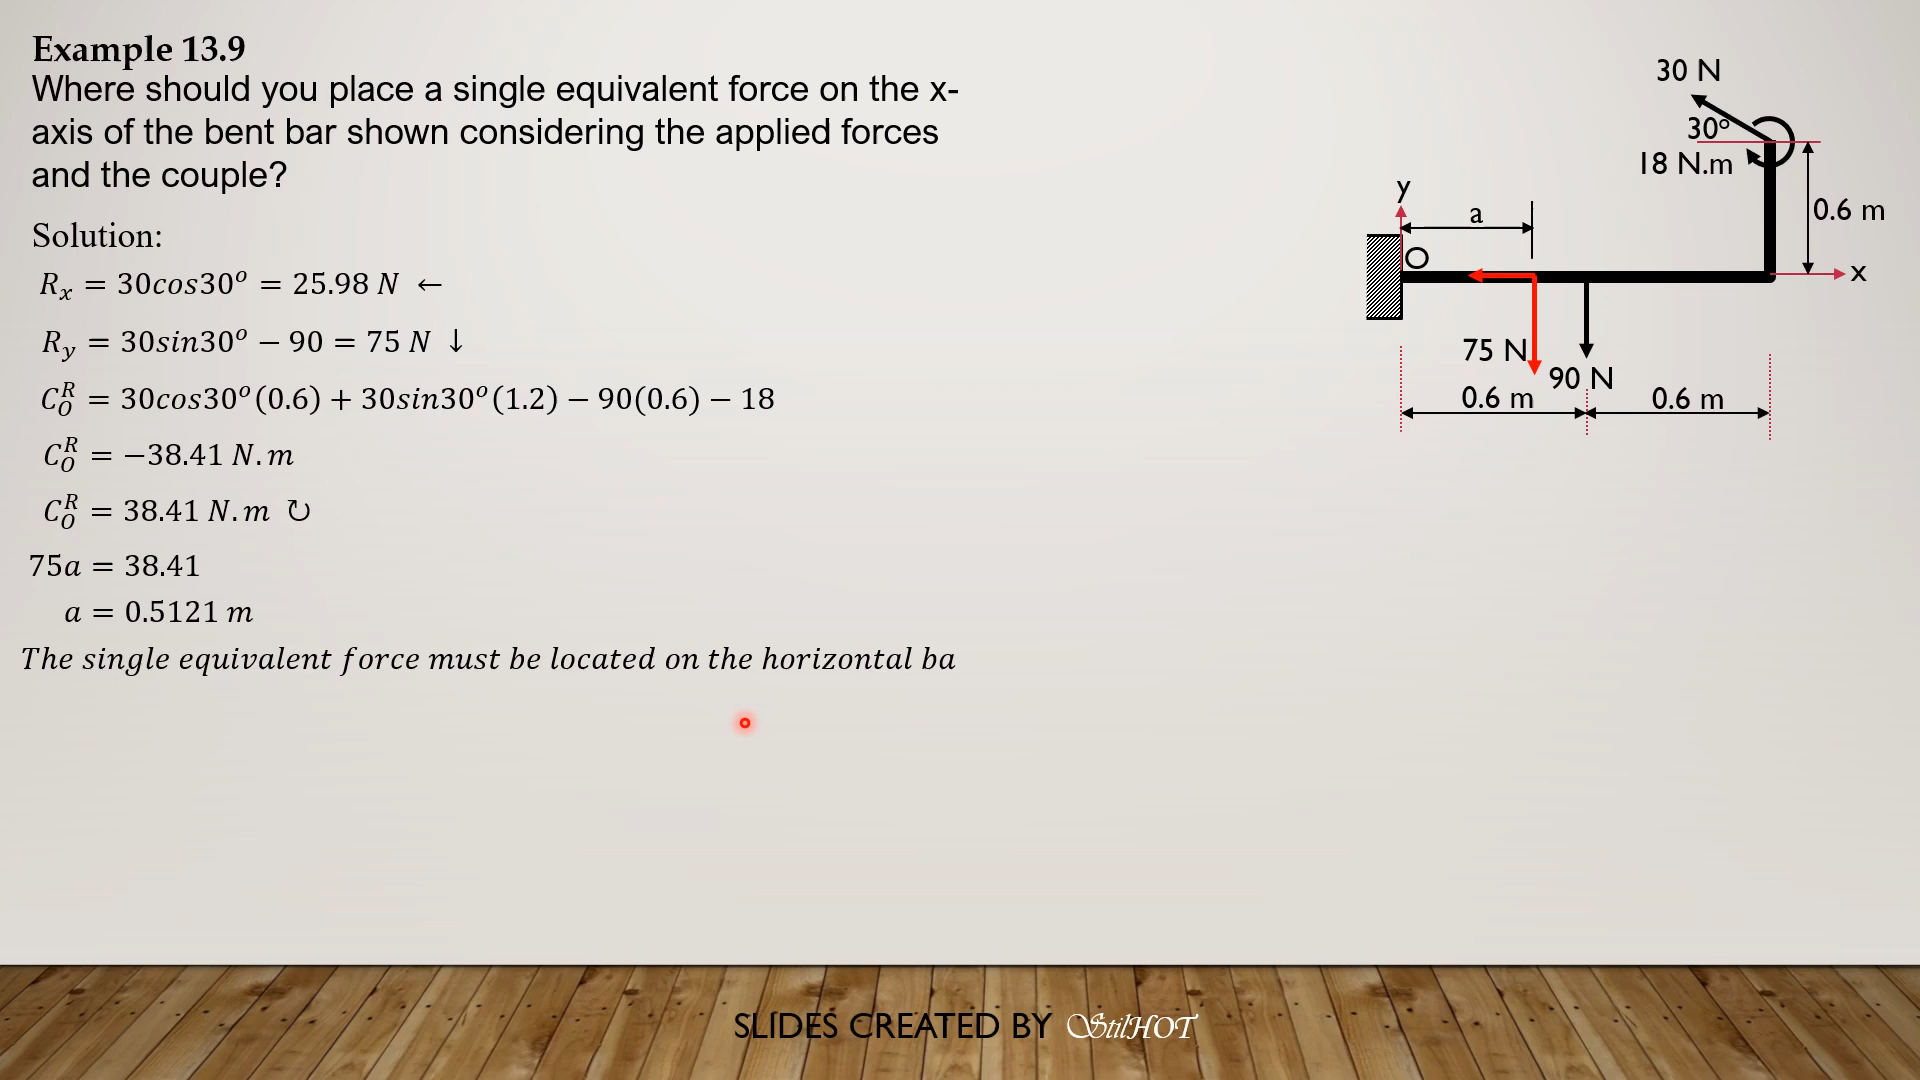 Example 13.9
Where should you place a single equivalent force on the x-
axis of the bent bar shown considering the applied forces
and the couple?
Solution:
Rₓ = 30cos30° = 25.98 N ←
R_y = 30sin30° − 90 = 75 N ↓
C_O^R = 30cos30°(0.6) + 30sin30°(1.2) − 90(0.6) − 18
C_O^R = −38.41 N.m
C_O^R = 38.41 N.m ↻
75a = 38.41
a = 0.5121 m
The single equivalent force must be located on the horizontal ba
30 N
30°
18 N.m
y
a
0.6 m
O
x
75 N
90 N
0.6 m
0.6 m
SLIDES CREATED BY StilHOT